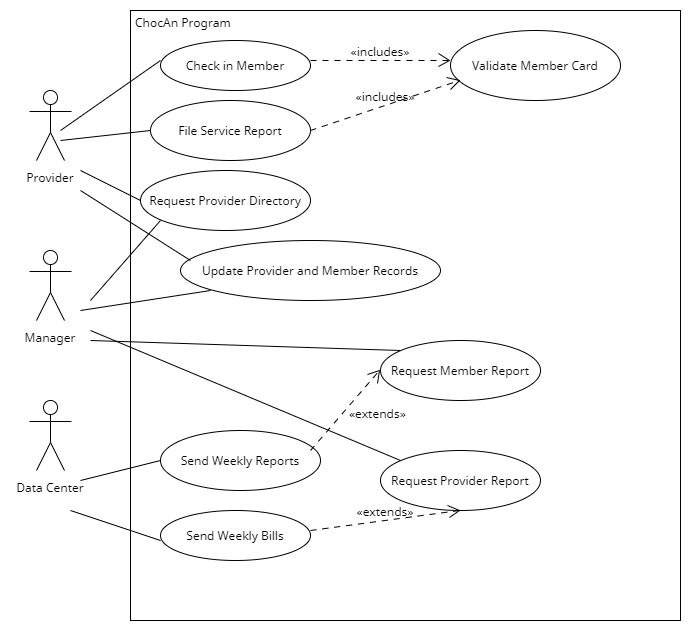 ChocAn Program
Check in Member
«includes»
Validate Member Card
«includes»
File Service Report
Provider
Request Provider Directory
Update Provider and Member Records
Manager
Request Member Report
«extends»
Send Weekly Reports
Request Provider Report
Data Center
«extends»
Send Weekly Bills